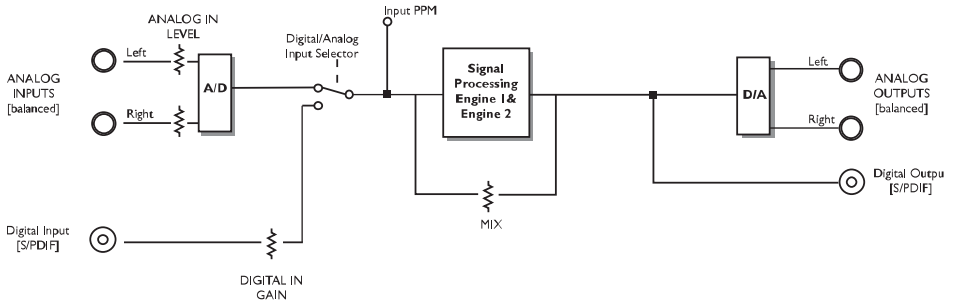 ANALOG IN
LEVEL
Input PPM
Digital/Analog
Input Selector
Left
ANALOG
INPUTS
[balanced]
A/D
Right
Signal
Processing
Engine 1&
Engine 2
Left
ANALOG
OUTPUTS
[balanced]
D/A
Right
Digital Outpu
[S/PDIF]
MIX
Digital Input
[S/PDIF]
DIGITAL IN
GAIN